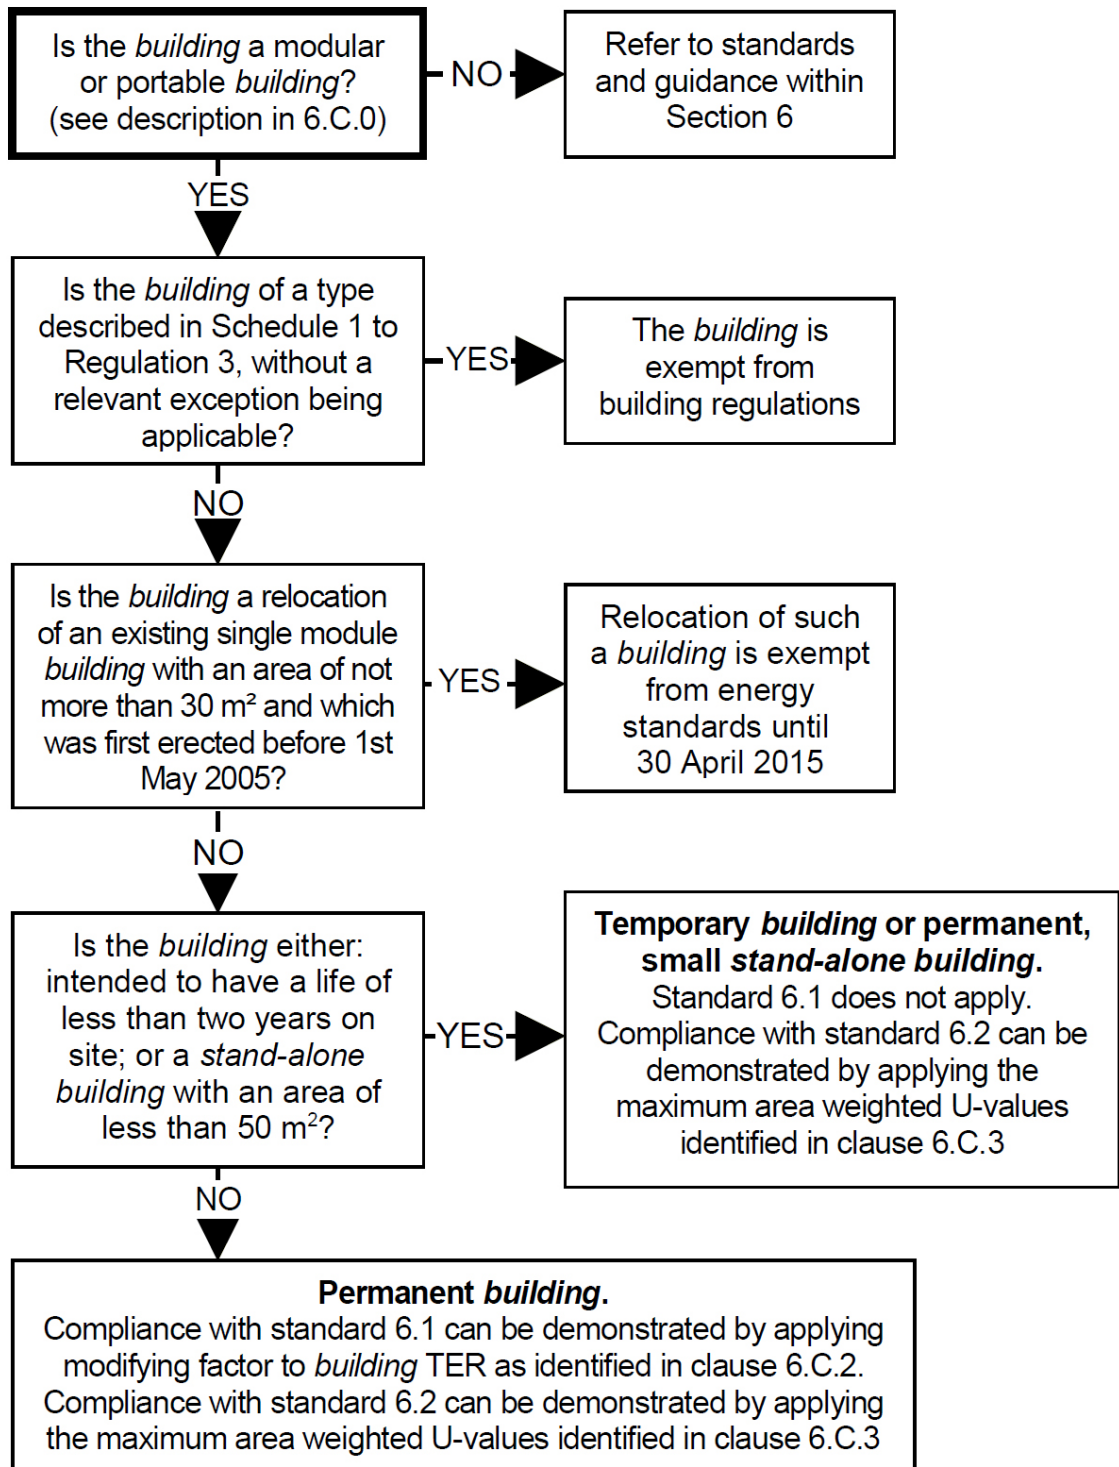 Is the building a modular
or portable building?
(see description in 6.C.0)
NO
Refer to standards
and guidance within
Section 6
YES
Is the building of a type
described in Schedule 1 to
Regulation 3, without a
relevant exception being
applicable?
YES
The building is
exempt from
building regulations
NO
Is the building a relocation
of an existing single module
building with an area of not
more than 30 m² and which
was first erected before 1st
May 2005?
YES
Relocation of such
a building is exempt
from energy
standards until
30 April 2015
NO
Is the building either:
intended to have a life of
less than two years on
site; or a stand-alone
building with an area of
less than 50 m²?
YES
Temporary building or permanent,
small stand-alone building.
Standard 6.1 does not apply.
Compliance with standard 6.2 can be
demonstrated by applying the
maximum area weighted U-values
identified in clause 6.C.3
NO
Permanent building.
Compliance with standard 6.1 can be demonstrated by applying
modifying factor to building TER as identified in clause 6.C.2.
Compliance with standard 6.2 can be demonstrated by applying
the maximum area weighted U-values identified in clause 6.C.3